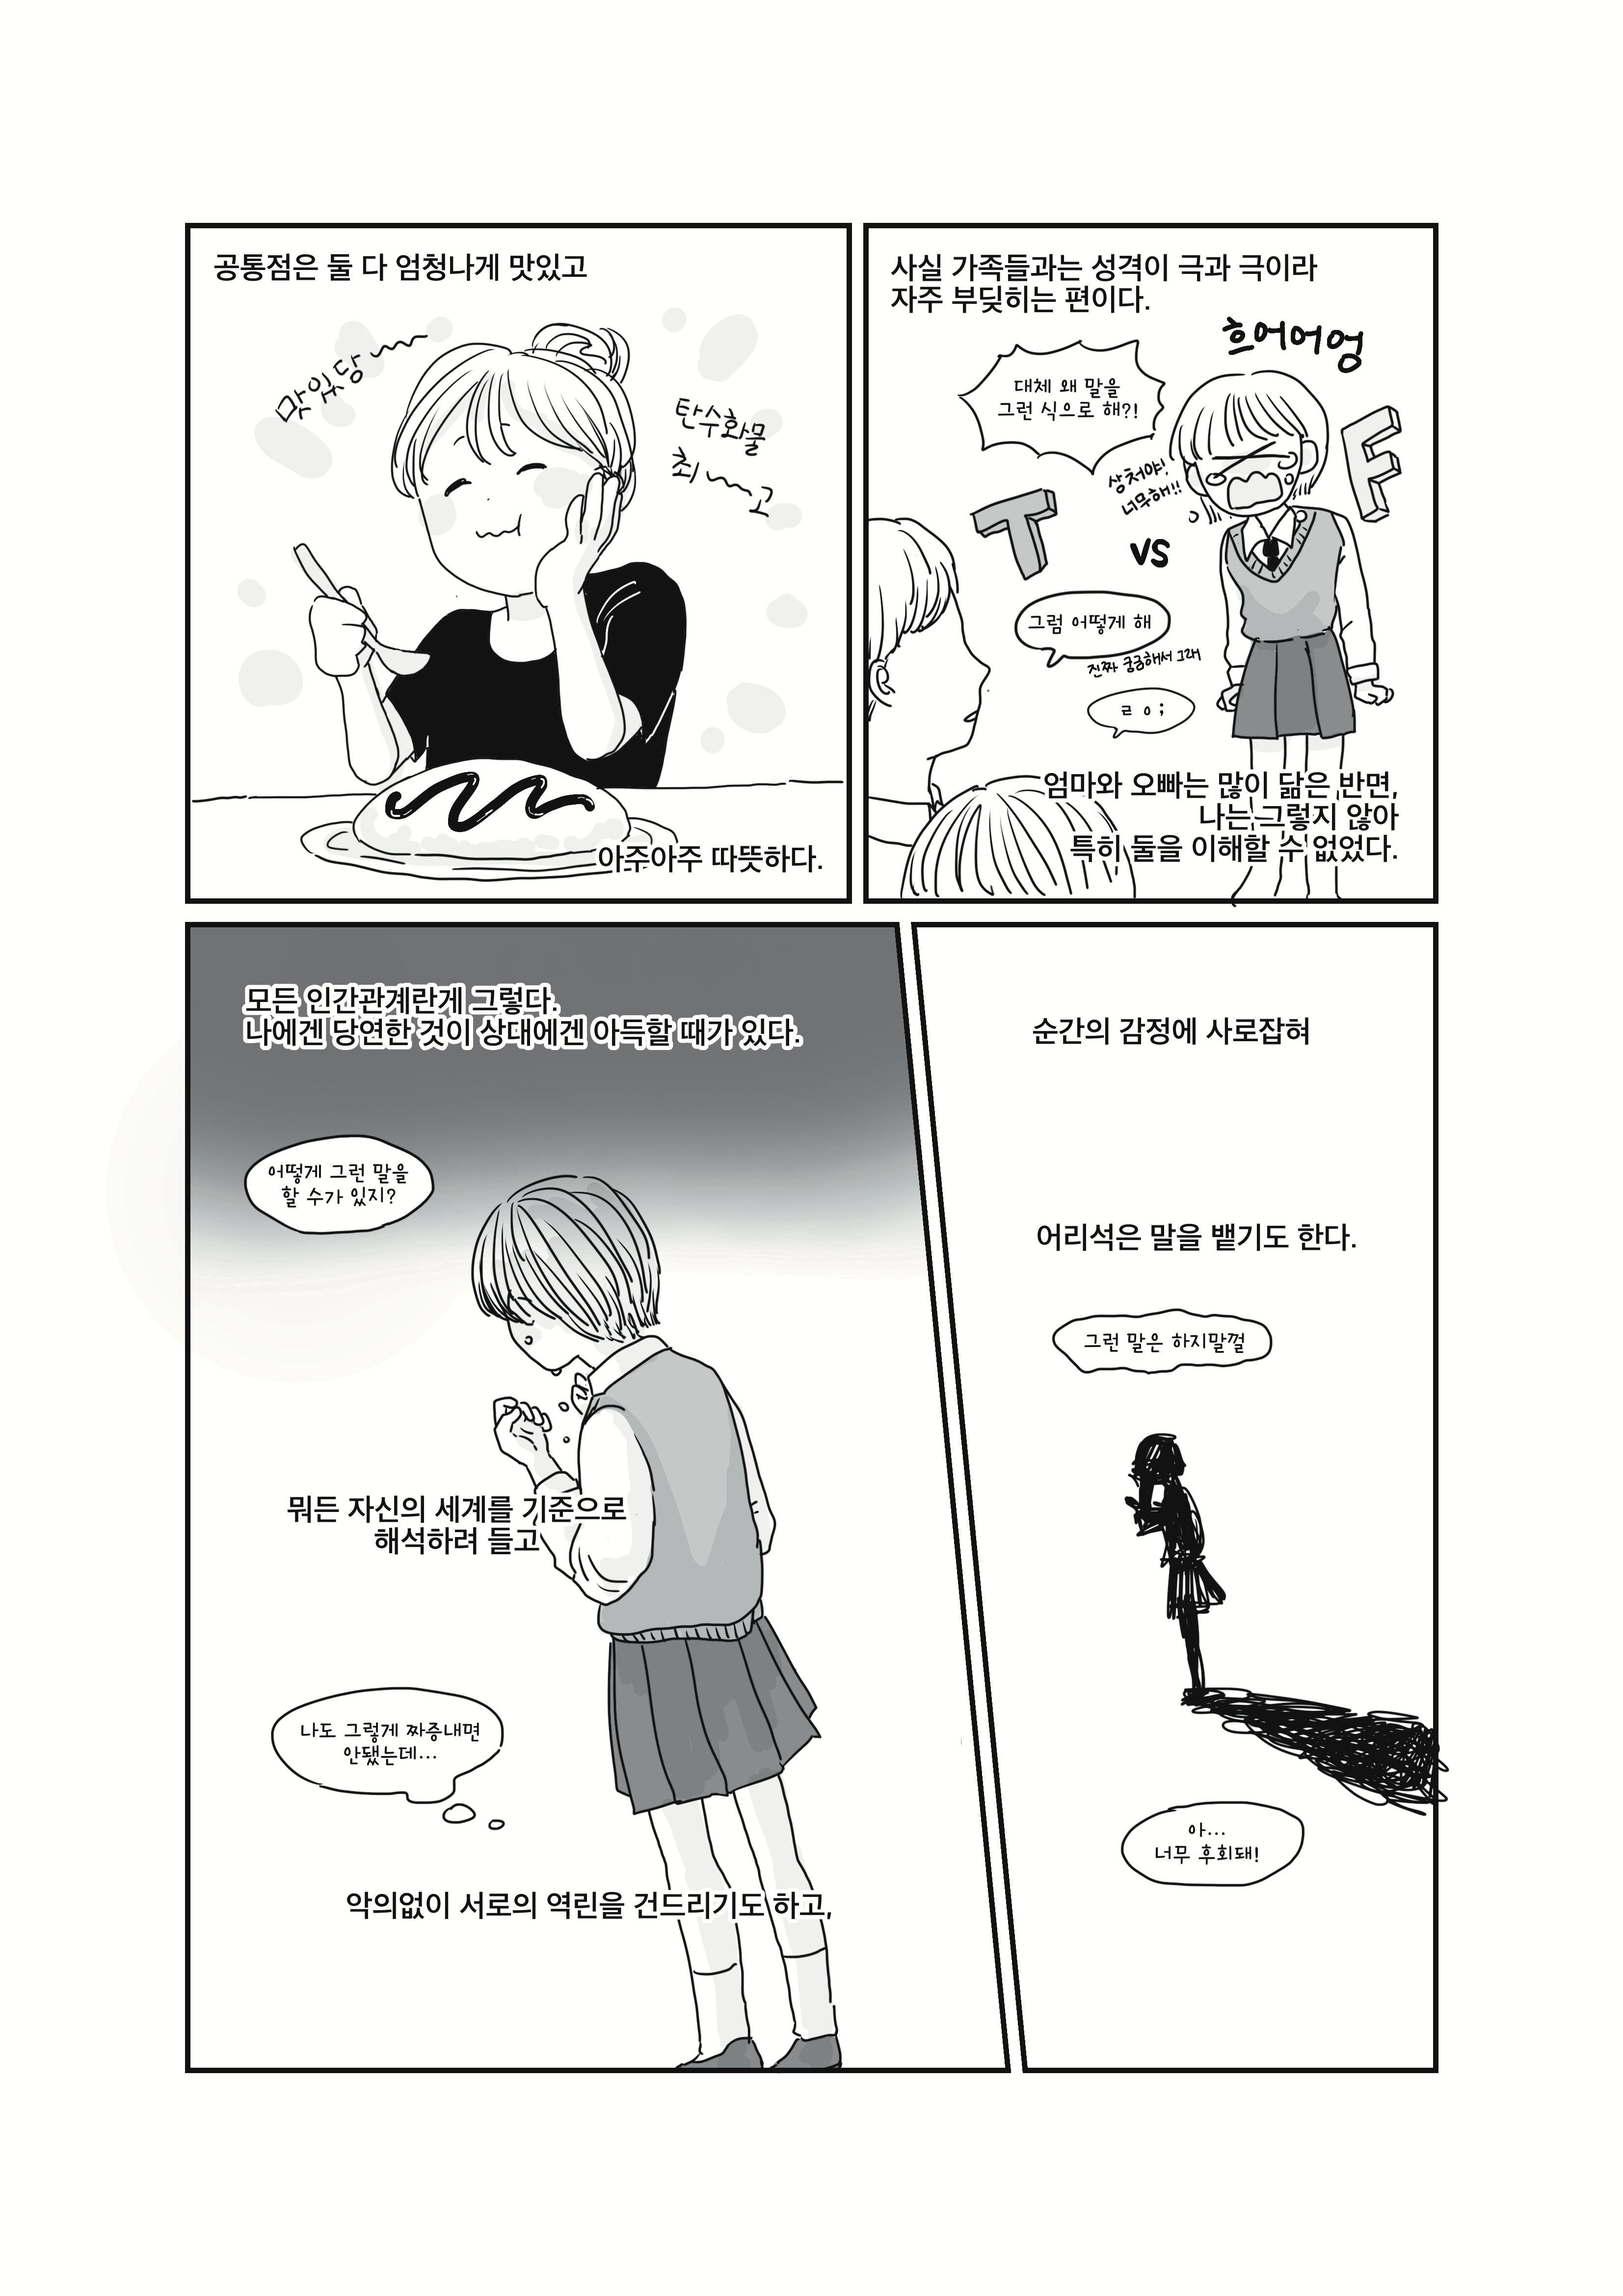 공통점은 둘 다 엄청나게 맛있고
맛있당
탄수화물
최~~고
아주아주 따뜻하다.
사실 가족들과는 성격이 극과 극이라
자주 부딪히는 편이다.
흐어어엉
대체 왜 말을
그런 식으로 해?!
상처야!
너무해!!
F
T
VS
그럼 어떻게 해
진짜 궁금해서 그래
ㄹㅇ;
엄마와 오빠는 많이 닮은 반면,
나는 그렇지 않아
특히 둘을 이해할 수 없었다.
모든 인간관계란게 그렇다.
나에겐 당연한 것이 상대에겐 아득할 때가 있다.
어떻게 그런 말을
할 수가 있지?
뭐든 자신의 세계를 기준으로
해석하려 들고
나도 그렇게 짜증내면
안됐는데...
악의없이 서로의 역린을 건드리기도 하고,
순간의 감정에 사로잡혀
어리석은 말을 뱉기도 한다.
그런 말은 하지말껄
아...
너무 후회돼!